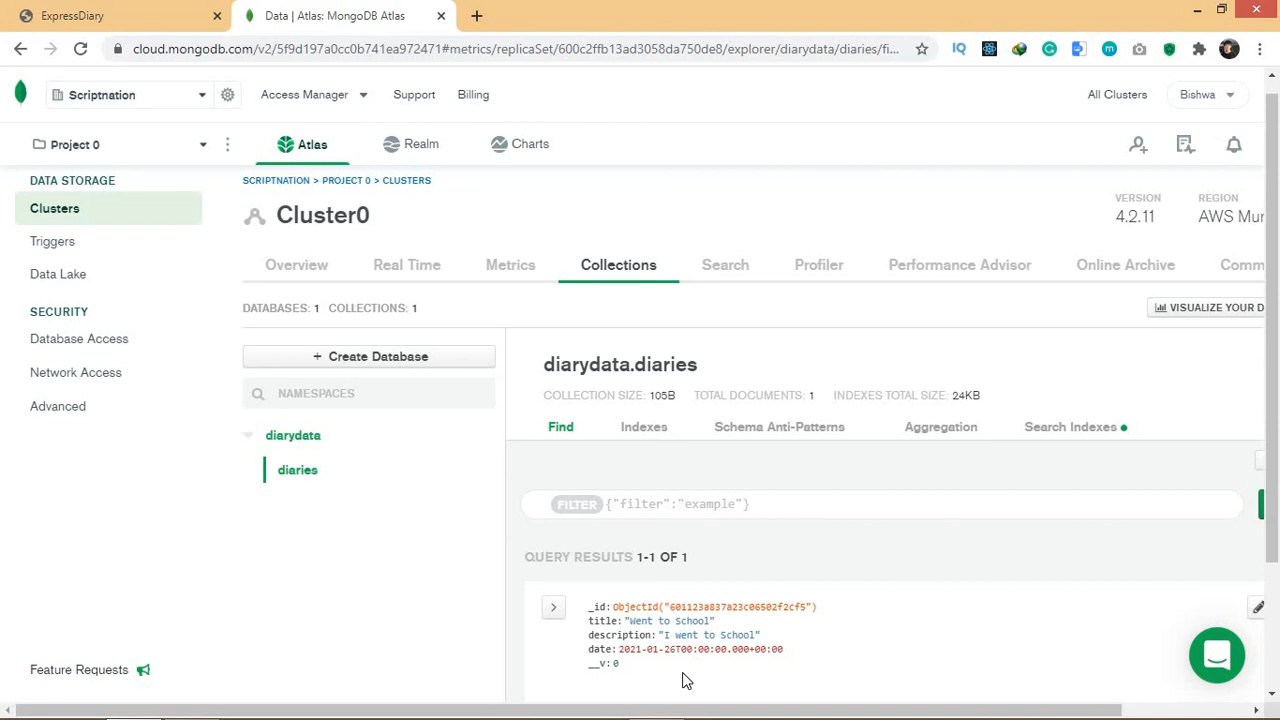 ExpressDiary
Data | Atlas: MongoDB Atlas
cloud.mongodb.com/v2/5f9d197a0cc0b741ea972471#metrics/replicaSet/600c2ffb13ad3058da750de8/explorer/diarydata/diaries/fi...
Scriptnation
Access Manager
Support
Billing
All Clusters
Bishwa
Project 0
Atlas
Realm
Charts
DATA STORAGE
Clusters
Triggers
Data Lake
SECURITY
Database Access
Network Access
Advanced
Feature Requests
SCRIPTNATION > PROJECT 0 > CLUSTERS
Cluster0
VERSION
4.2.11
REGION
AWS Mum
Overview
Real Time
Metrics
Collections
Search
Profiler
Performance Advisor
Online Archive
Comm
DATABASES: 1 COLLECTIONS: 1
VISUALIZE YOUR D
+ Create Database
NAMESPACES
diarydata
diaries
diarydata.diaries
COLLECTION SIZE: 105B TOTAL DOCUMENTS: 1 INDEXES TOTAL SIZE: 24KB
Find
Indexes
Schema Anti-Patterns
Aggregation
Search Indexes
FILTER {"filter":"example"}
QUERY RESULTS 1-1 OF 1
_id:ObjectId("601123a837a23c06502f2cf5")
title:"Went to School"
description:"I went to School"
date:2021-01-26T00:00:00.000+00:00
__v:0